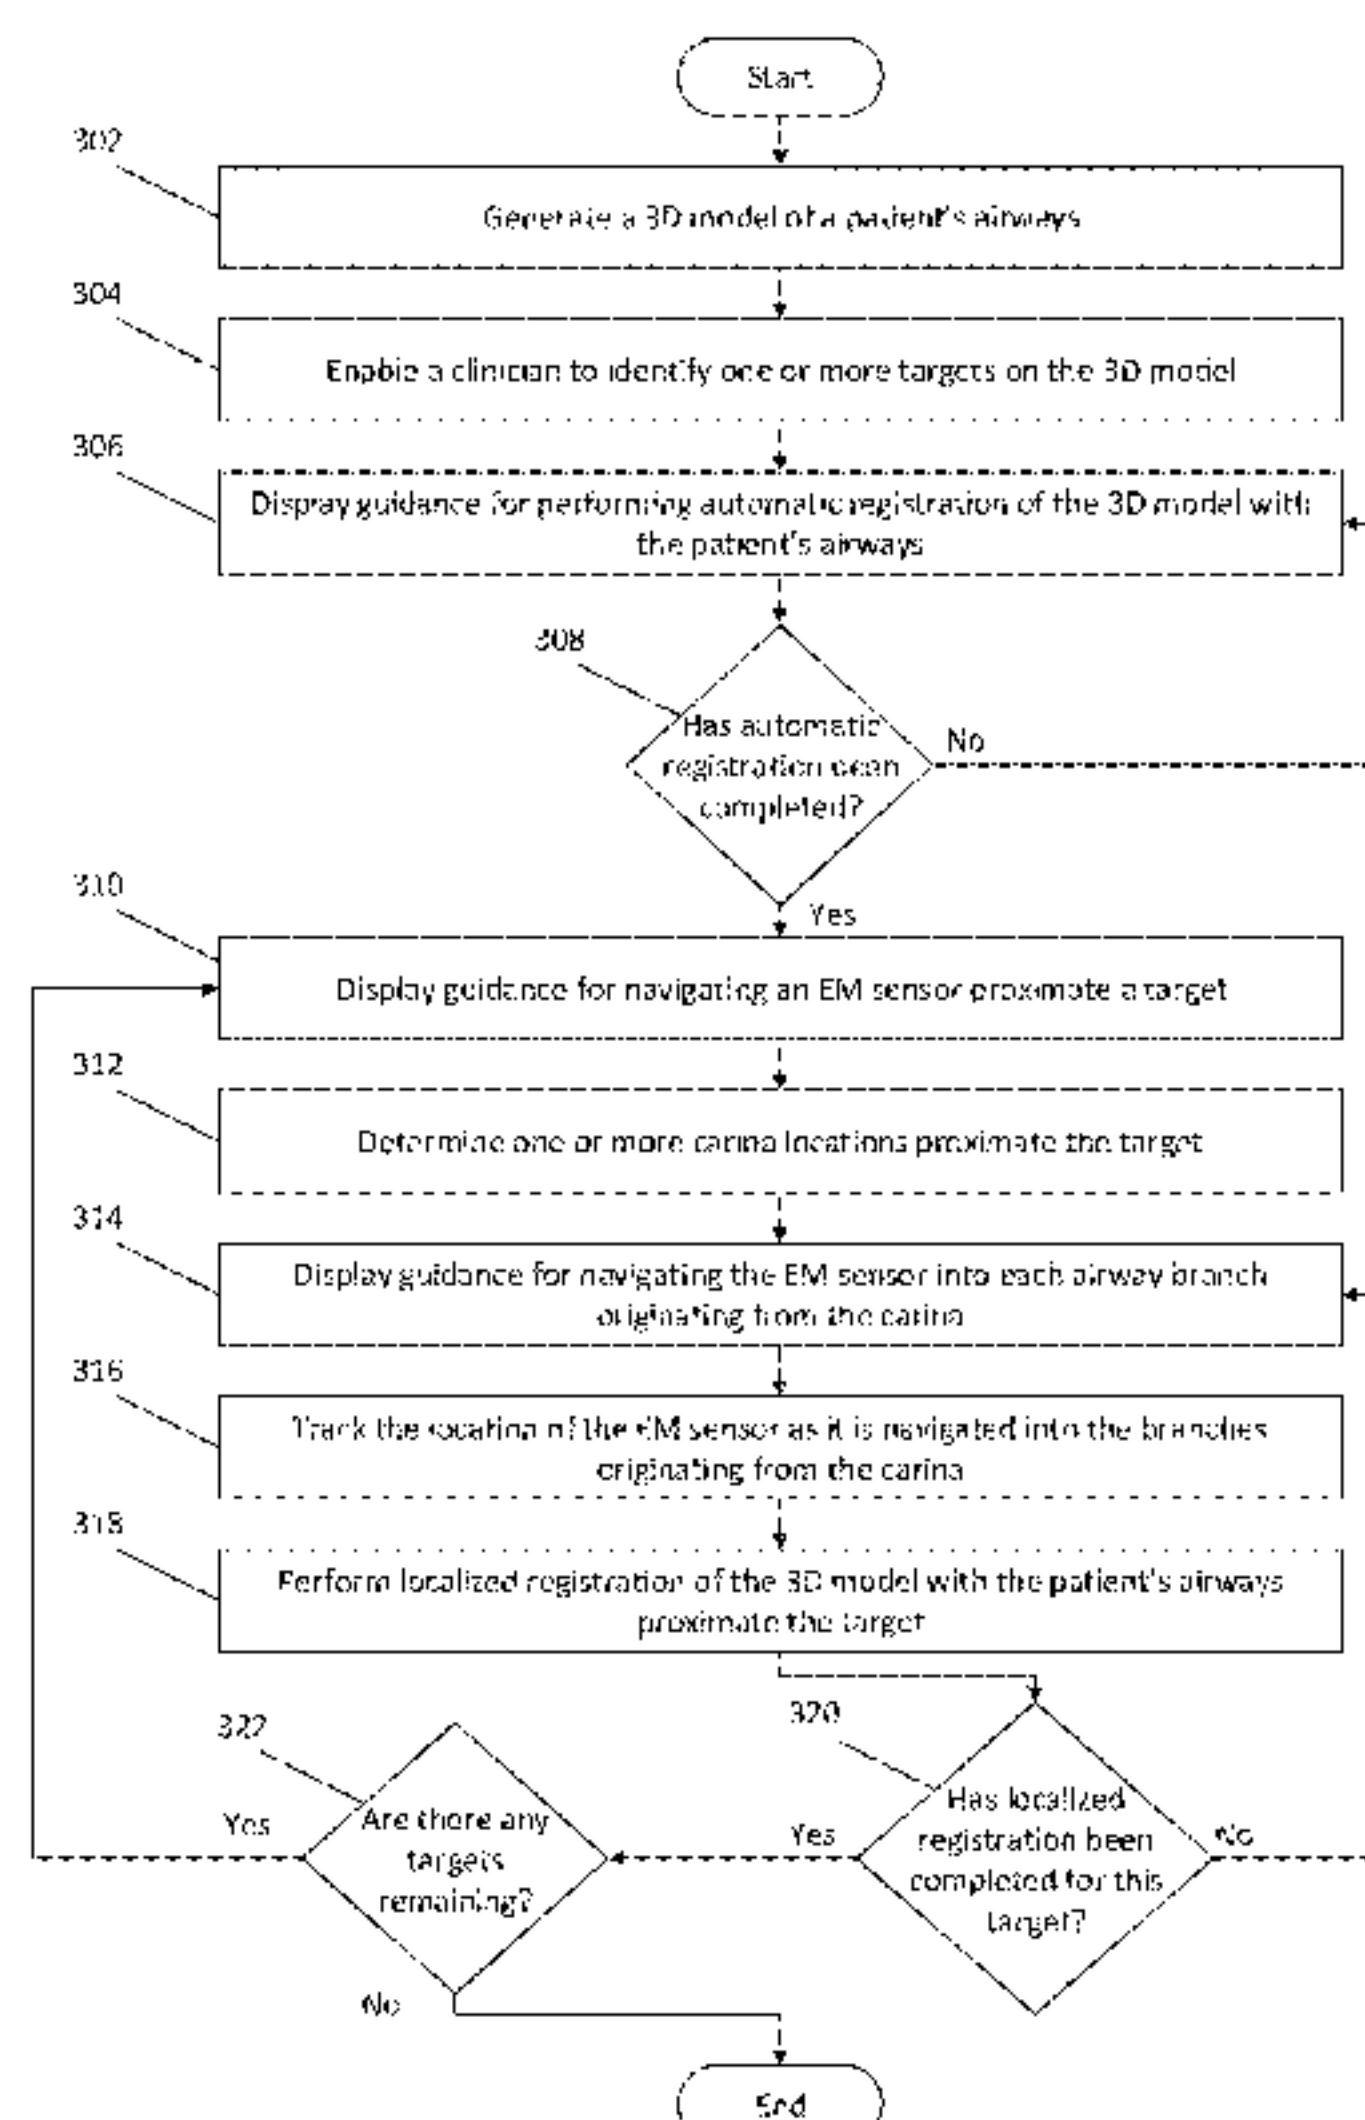 Start
302
Generate a 3D model of a patient's airways
304
Enable a clinician to identify one or more targets on the 3D model
306
Display guidance for performing automatic registration of the 3D model with
the patient's airways
308
Has automatic
registration been
completed?
No
Yes
310
Display guidance for navigating an EM sensor proximate a target
312
Determine one or more carina locations proximate the target
314
Display guidance for navigating the EM sensor into each airway branch
originating from the carina
316
Track the location of the EM sensor as it is navigated into the branches
originating from the carina
318
Perform localized registration of the 3D model with the patient's airways
proximate the target
320
Has localized
registration been
completed for this
target?
No
Yes
322
Are there any
targets
remaining?
Yes
No
End